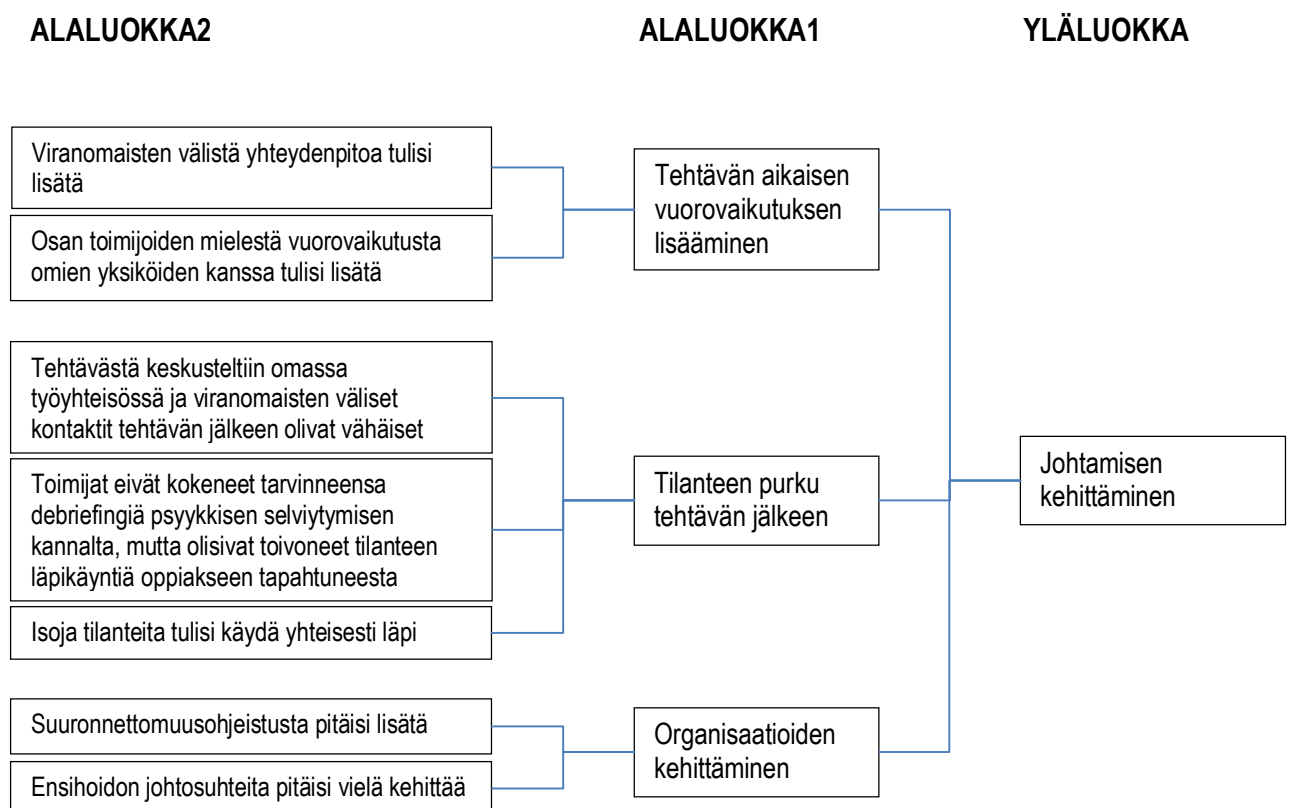 ALALUOKKA2 ALALUOKKA1 YLÄLUOKKA
Viranomaisten välistä yhteydenpitoa tulisi
lisätä
Osan toimijoiden mielestä vuorovaikutusta
omien yksiköiden kanssa tulisi lisätä
Tehtävän aikaisen
vuorovaikutuksen
lisääminen
Tehtävästä keskusteltiin omassa
työyhteisössä ja viranomaisten väliset
kontaktit tehtävän jälkeen olivat vähäiset
Toimijat eivät kokeneet tarvinneensa
debriefingiä psyykkisen selviytymisen
kannalta, mutta olisivat toivoneet tilanteen
läpikäyntiä oppiakseen tapahtuneesta
Isoja tilanteita tulisi käydä yhteisesti läpi
Tilanteen purku
tehtävän jälkeen
Johtamisen
kehittäminen
Suuronnettomuusohjeistusta pitäisi lisätä
Ensihoidon johtosuhteita pitäisi vielä kehittää
Organisaatioiden
kehittäminen